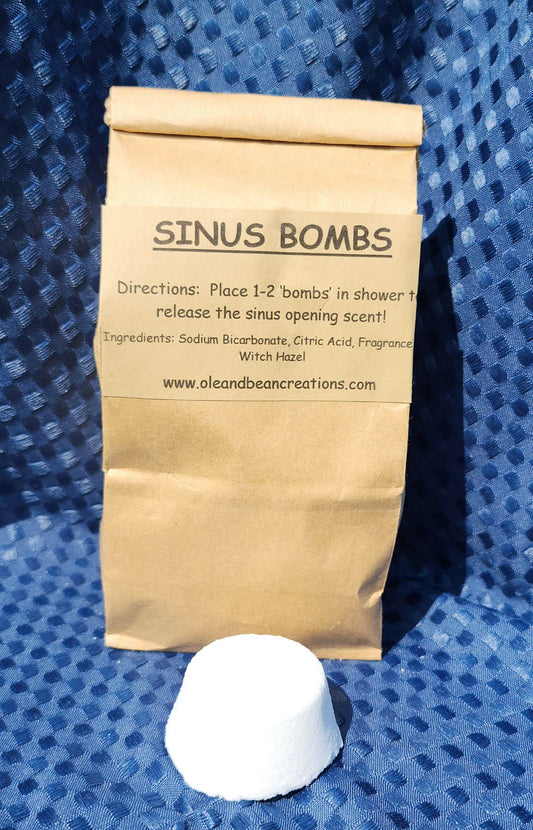 SINUS BOMBS
Directions: Place 1-2 'bombs' in shower to
release the sinus opening scent!
Ingredients: Sodium Bicarbonate, Citric Acid, Fragrance
Witch Hazel
www.oleandbeancreations.com